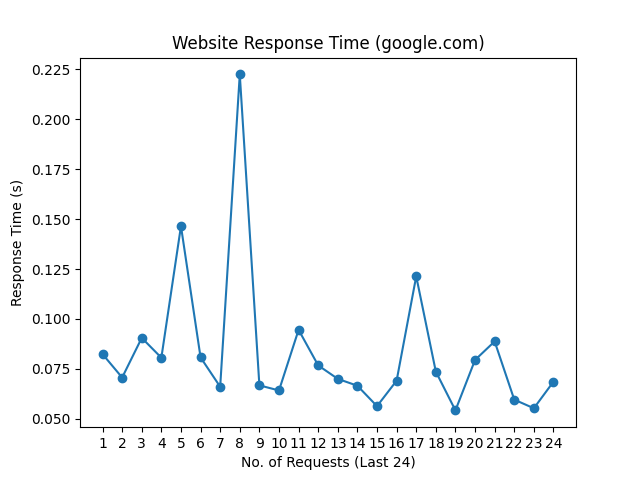 Website Response Time (google.com)
Response Time (s)
0.225
0.200
0.175
0.150
0.125
0.100
0.075
0.050
1 2 3 4 5 6 7 8 9 10 11 12 13 14 15 16 17 18 19 20 21 22 23 24
No. of Requests (Last 24)